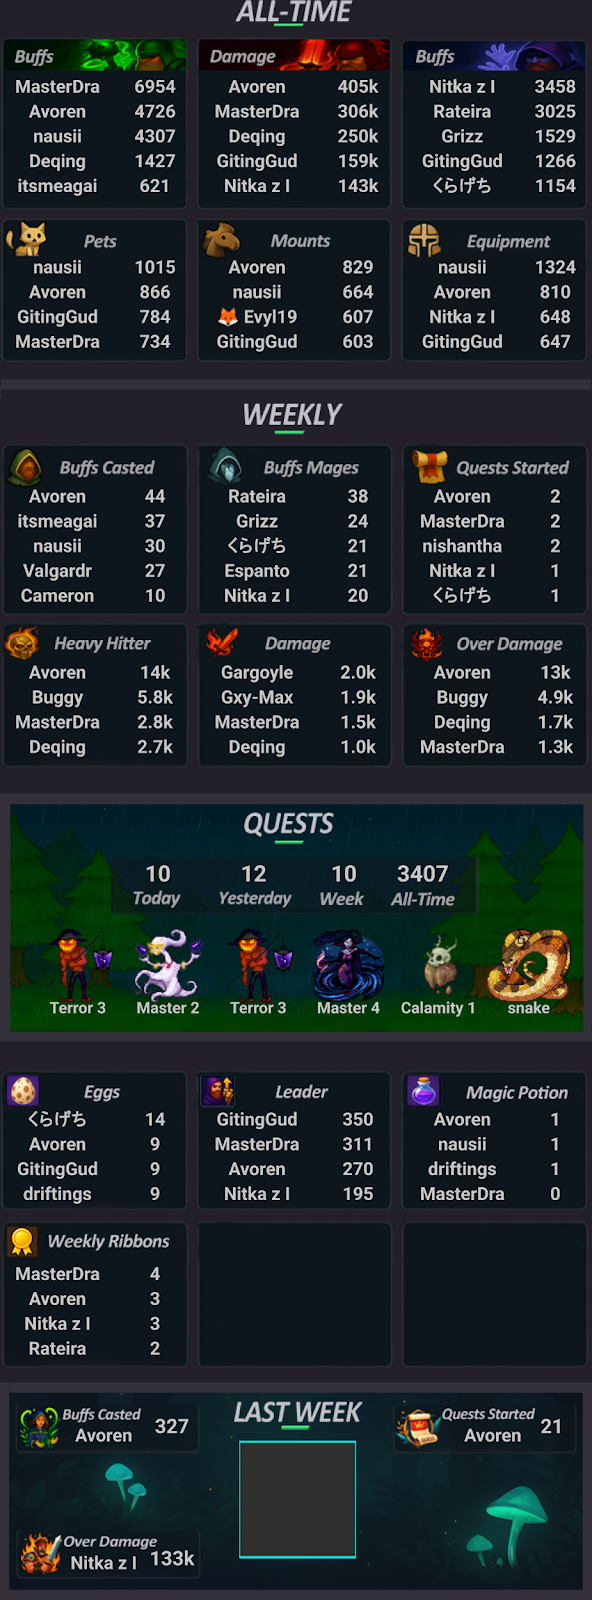 ALL-TIME
Buffs
MasterDra 6954
Avoren 4726
nausii 4307
Deqing 1427
itsmeagai 621
Damage
Avoren 405k
MasterDra 306k
Deqing 250k
GitingGud 159k
Nitka z I 143k
Buffs
Nitka z I 3458
Rateira 3025
Grizz 1529
GitingGud 1266
くらげち 1154
Pets
nausii 1015
Avoren 866
GitingGud 784
MasterDra 734
Mounts
Avoren 829
nausii 664
🦊 Evyl19 607
GitingGud 603
Equipment
nausii 1324
Avoren 810
Nitka z I 648
GitingGud 647
WEEKLY
Buffs Casted
Avoren 44
itsmeagai 37
nausii 30
Valgardr 27
Cameron 10
Buffs Mages
Rateira 38
Grizz 24
くらげち 21
Espanto 21
Nitka z I 20
Quests Started
Avoren 2
MasterDra 2
nishantha 2
Nitka z I 1
くらげち 1
Heavy Hitter
Avoren 14k
Buggy 5.8k
MasterDra 2.8k
Deqing 2.7k
Damage
Gargoyle 2.0k
Gxy-Max 1.9k
MasterDra 1.5k
Deqing 1.0k
Over Damage
Avoren 13k
Buggy 4.9k
Deqing 1.7k
MasterDra 1.3k
QUESTS
10 12 10 3407
Today Yesterday Week All-Time
Terror 3 Master 2 Terror 3 Master 4 Calamity 1 snake
Eggs
くらげち 14
Avoren 9
GitingGud 9
driftings 9
Leader
GitingGud 350
MasterDra 311
Avoren 270
Nitka z I 195
Magic Potion
Avoren 1
nausii 1
driftings 1
MasterDra 0
Weekly Ribbons
MasterDra 4
Avoren 3
Nitka z I 3
Rateira 2
LAST WEEK
Buffs Casted
Avoren 327
Quests Started
Avoren 21
Over Damage
Nitka z I 133k